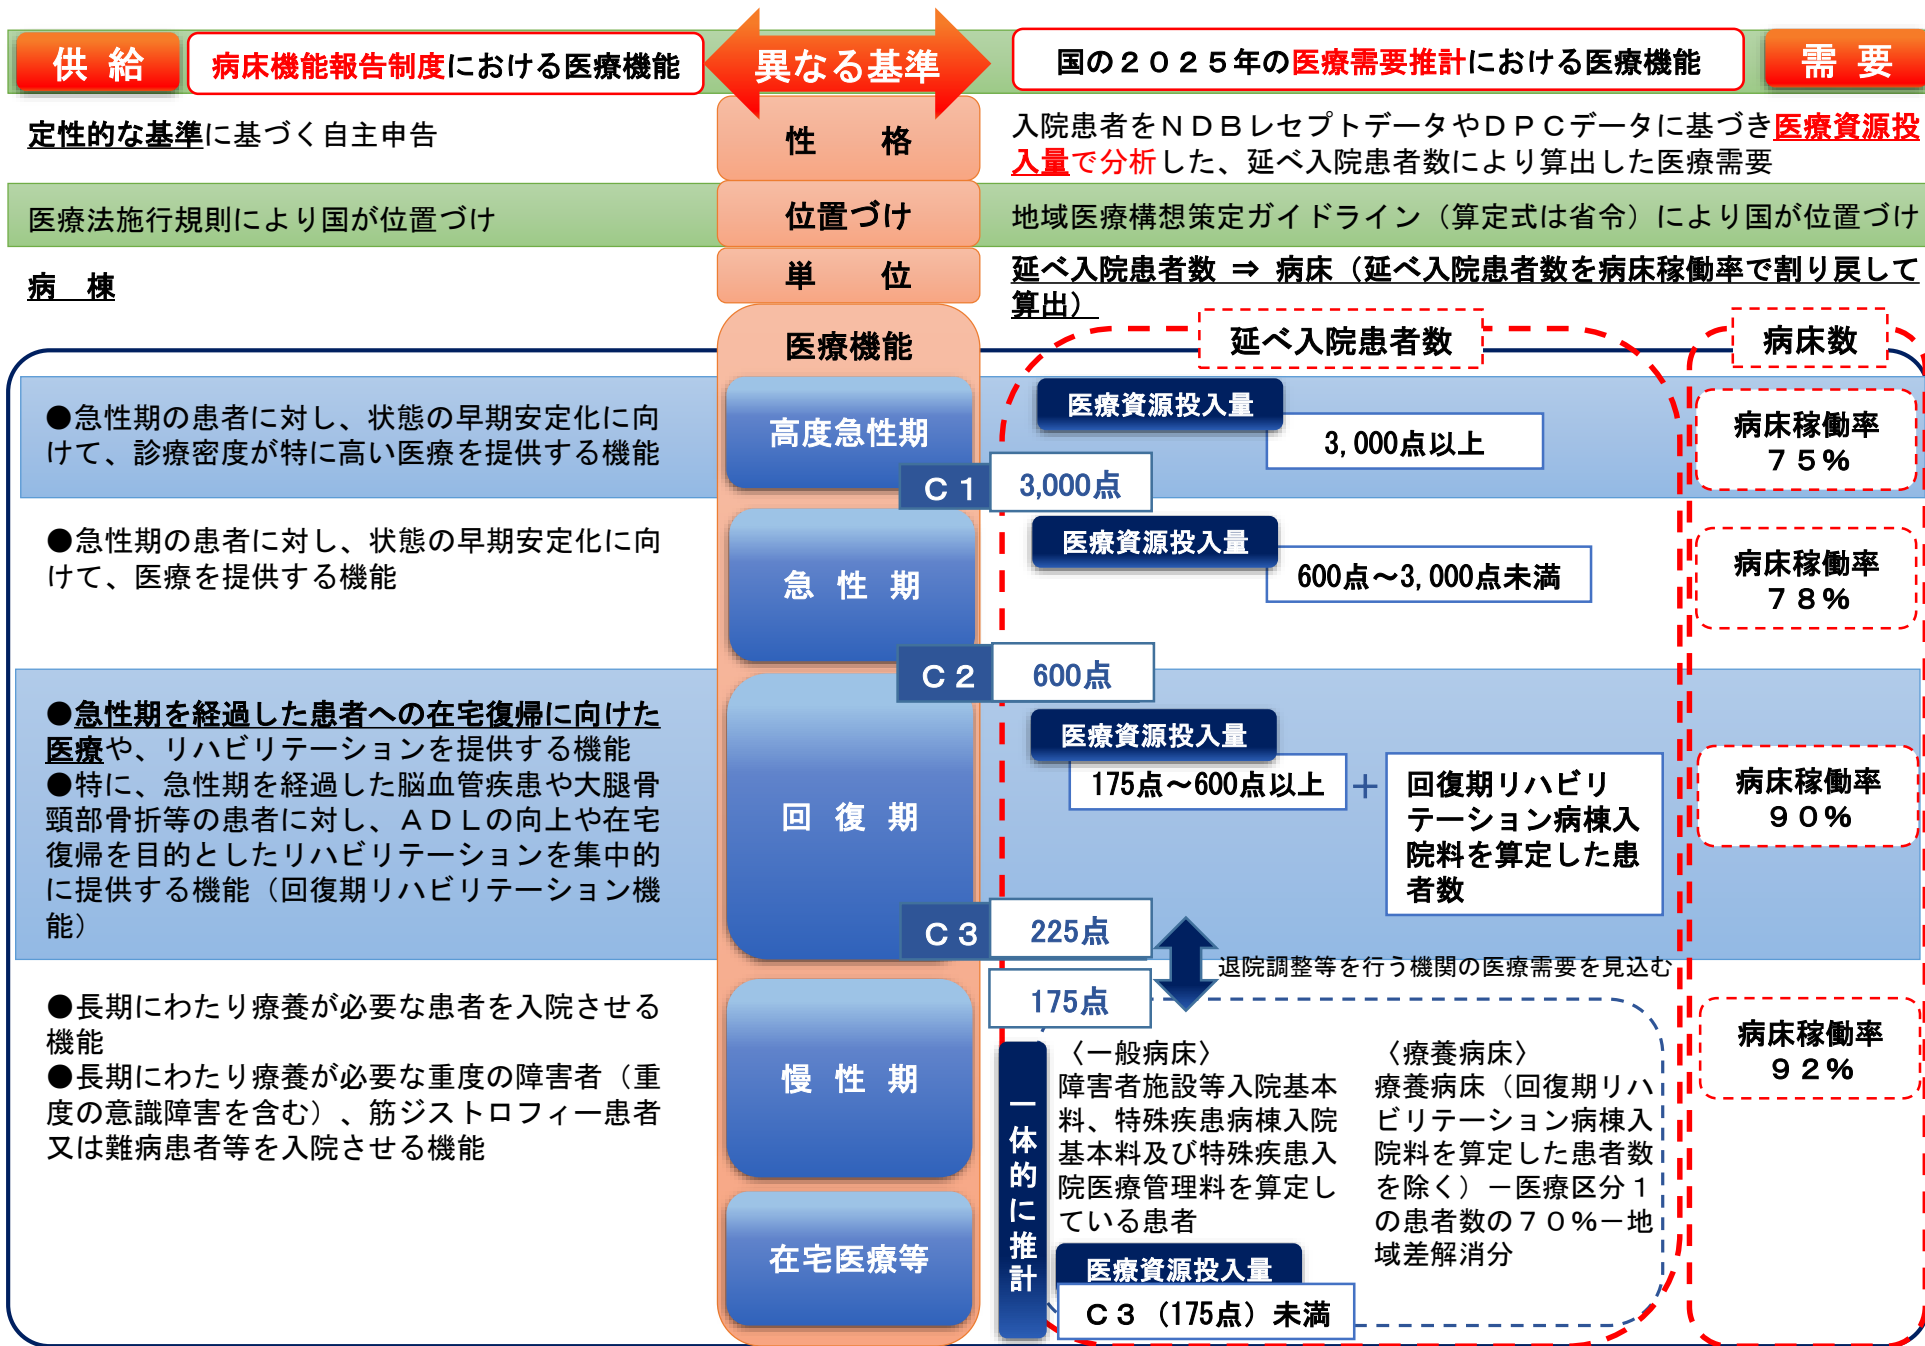 供 給
病床機能報告制度における医療機能
異なる基準
国の２０２５年の医療需要推計における医療機能
需 要
定性的な基準に基づく自主申告
性　格
入院患者をＮＤＢレセプトデータやＤＰＣデータに基づき医療資源投
入量で分析した、延べ入院患者数により算出した医療需要
医療法施行規則により国が位置づけ
位置づけ
地域医療構想策定ガイドライン（算定式は省令）により国が位置づけ
病　棟
単　位
延べ入院患者数 ⇒ 病床（延べ入院患者数を病床稼働率で割り戻して
算出）
医療機能
延べ入院患者数
病床数
●急性期の患者に対し、状態の早期安定化に向
けて、診療密度が特に高い医療を提供する機能
高度急性期
医療資源投入量
3,000点以上
病床稼働率
７５％
Ｃ１
3,000点
●急性期の患者に対し、状態の早期安定化に向
けて、医療を提供する機能
急 性 期
医療資源投入量
600点～3,000点未満
病床稼働率
７８％
Ｃ２
600点
●急性期を経過した患者への在宅復帰に向けた
医療や、リハビリテーションを提供する機能
●特に、急性期を経過した脳血管疾患や大腿骨
頸部骨折等の患者に対し、ＡＤＬの向上や在宅
復帰を目的としたリハビリテーションを集中的
に提供する機能（回復期リハビリテーション機
能）
回 復 期
医療資源投入量
175点～600点以上
＋
回復期リハビリ
テーション病棟入
院料を算定した患
者数
病床稼働率
９０％
Ｃ３
225点
退院調整等を行う機関の医療需要を見込む
175点
●長期にわたり療養が必要な患者を入院させる
機能
●長期にわたり療養が必要な重度の障害者（重
度の意識障害を含む）、筋ジストロフィー患者
又は難病患者等を入院させる機能
慢 性 期
在宅医療等
一体的に推計
〈一般病床〉
障害者施設等入院基本
料、特殊疾患病棟入院
基本料及び特殊疾患入
院医療管理料を算定し
ている患者
医療資源投入量
Ｃ３（175点）未満
〈療養病床〉
療養病床（回復期リハ
ビリテーション病棟入
院料を算定した患者数
を除く）－医療区分１
の患者数の７０％－地
域差解消分
病床稼働率
９２％